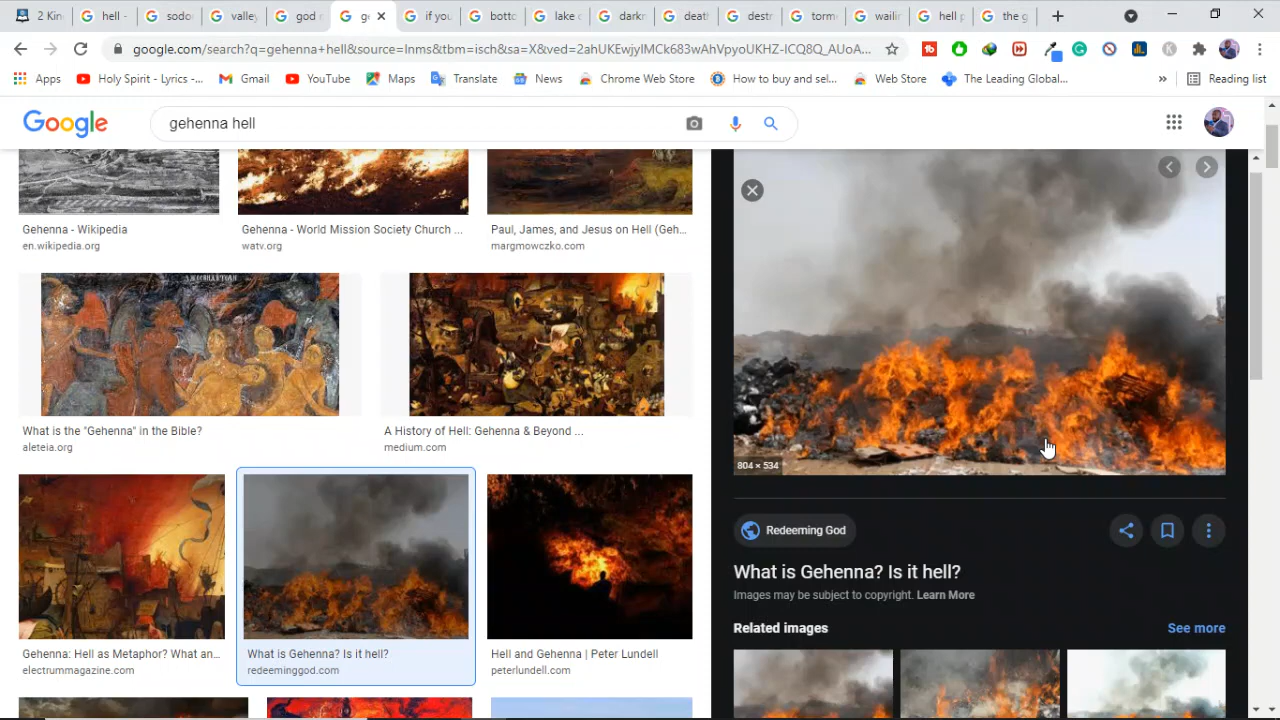 2 Kin
hell -
sodo
valley
god o
ge
if you
botto
lake o
dark
death
destr
torm
wailin
hell p
the g
google.com/search?q=gehenna+hell&source=lnms&tbm=isch&sa=X&ved=2ahUKEwjyIMCk683wAhVpyoUKHZ-ICQ8Q_AUoA...
Apps
Holy Spirit - Lyrics -...
Gmail
YouTube
Maps
Translate
News
Chrome Web Store
How to buy and sel...
Web Store
The Leading Global...
»
Reading list
Google
gehenna hell
Gehenna - Wikipedia
en.wikipedia.org
Gehenna - World Mission Society Church ...
watv.org
Paul, James, and Jesus on Hell (Geh...
margmowczko.com
What is the "Gehenna" in the Bible?
aleteia.org
A History of Hell: Gehenna & Beyond ...
medium.com
804 × 534
Redeeming God
What is Gehenna? Is it hell?
Images may be subject to copyright. Learn More
Related images
See more
Gehenna: Hell as Metaphor? What an...
electrummagazine.com
What is Gehenna? Is it hell?
redeeminggod.com
Hell and Gehenna | Peter Lundell
peterlundell.com